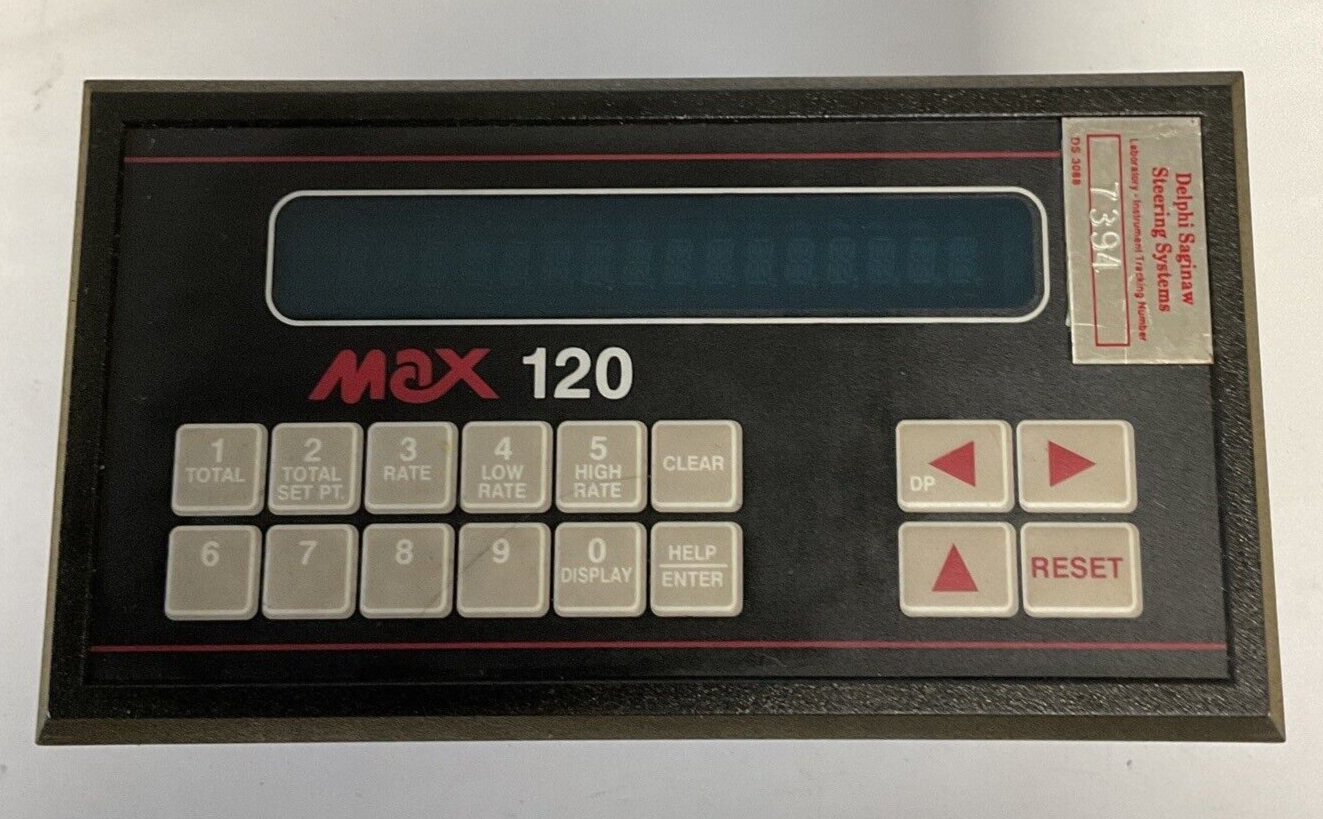 Delphi Saginaw
Steering Systems
Laboratory - Instrument Tracking Number
7394
DS 3088
MaX 120
1
TOTAL
2
TOTAL
SET PT.
3
RATE
4
LOW
RATE
5
HIGH
RATE
CLEAR
DP
6
7
8
9
0
DISPLAY
HELP
ENTER
RESET